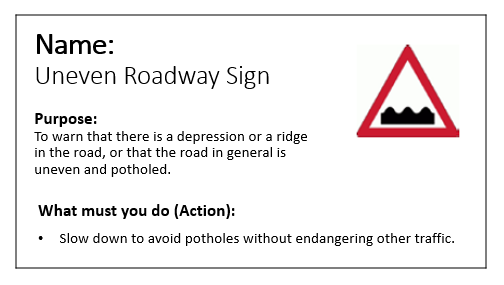 Name:
Uneven Roadway Sign
Purpose:
To warn that there is a depression or a ridge
in the road, or that the road in general is
uneven and potholed.
What must you do (Action):
• Slow down to avoid potholes without endangering other traffic.